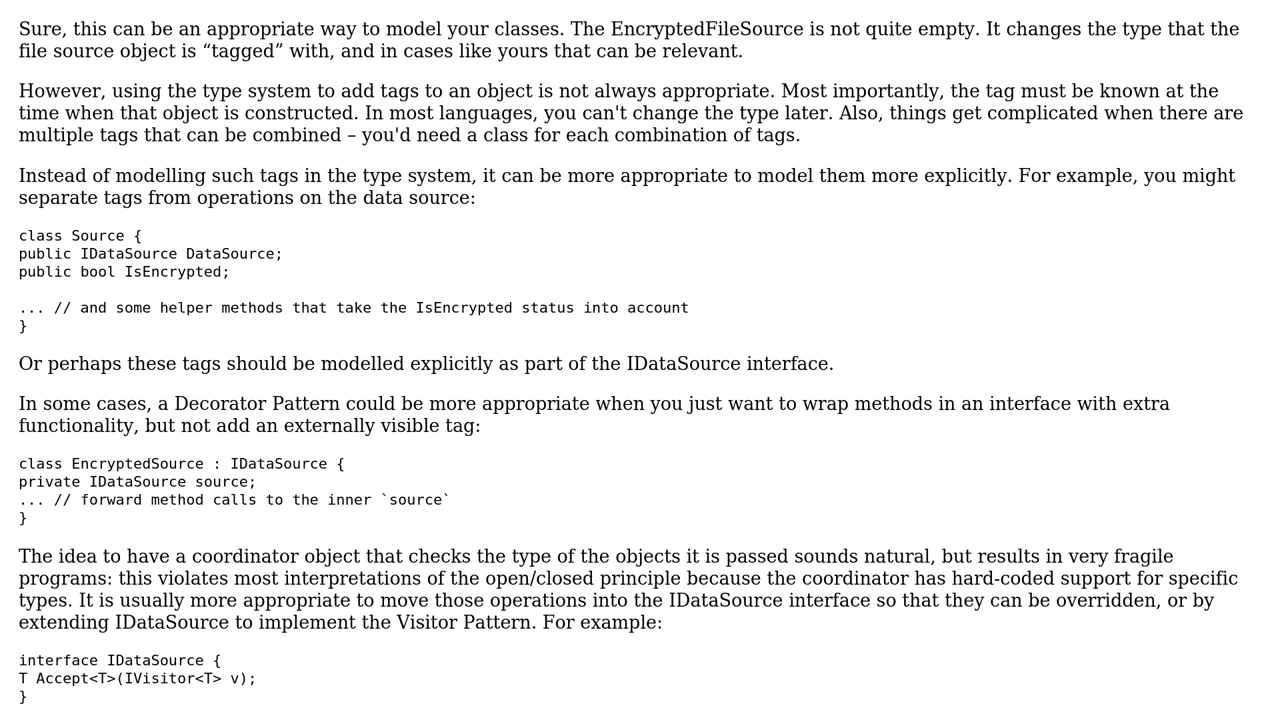 Sure, this can be an appropriate way to model your classes. The EncryptedFileSource is not quite empty. It changes the type that the
file source object is “tagged” with, and in cases like yours that can be relevant.
However, using the type system to add tags to an object is not always appropriate. Most importantly, the tag must be known at the
time when that object is constructed. In most languages, you can't change the type later. Also, things get complicated when there are
multiple tags that can be combined – you'd need a class for each combination of tags.
Instead of modelling such tags in the type system, it can be more appropriate to model them more explicitly. For example, you might
separate tags from operations on the data source:
class Source {
public IDataSource DataSource;
public bool IsEncrypted;
... // and some helper methods that take the IsEncrypted status into account
}
Or perhaps these tags should be modelled explicitly as part of the IDataSource interface.
In some cases, a Decorator Pattern could be more appropriate when you just want to wrap methods in an interface with extra
functionality, but not add an externally visible tag:
class EncryptedSource : IDataSource {
private IDataSource source;
... // forward method calls to the inner `source`
}
The idea to have a coordinator object that checks the type of the objects it is passed sounds natural, but results in very fragile
programs: this violates most interpretations of the open/closed principle because the coordinator has hard-coded support for specific
types. It is usually more appropriate to move those operations into the IDataSource interface so that they can be overridden, or by
extending IDataSource to implement the Visitor Pattern. For example:
interface IDataSource {
T Accept<T>(IVisitor<T> v);
}